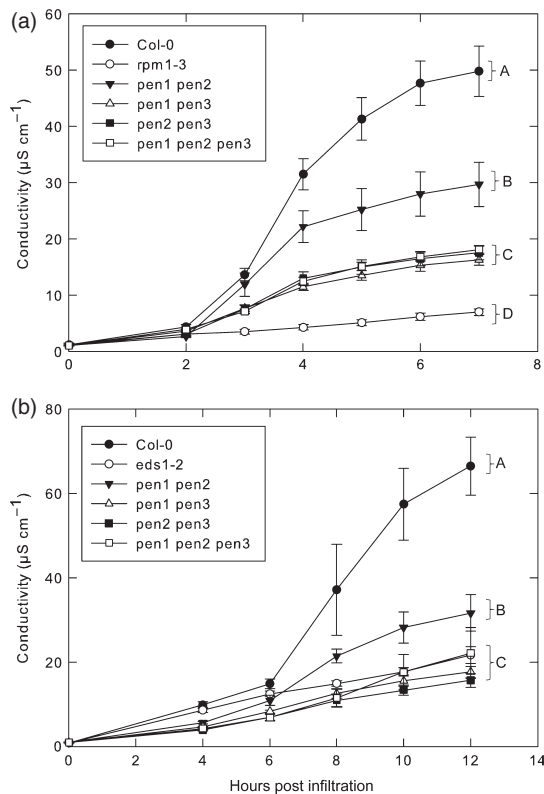 (a)
60
50
40
30
20
10
0
Conductivity (µS cm⁻¹)
Col-0
rpm1-3
pen1 pen2
pen1 pen3
pen2 pen3
pen1 pen2 pen3
A
B
C
D
0 2 4 6 8
(b)
80
60
40
20
0
Conductivity (µS cm⁻¹)
Col-0
eds1-2
pen1 pen2
pen1 pen3
pen2 pen3
pen1 pen2 pen3
A
B
C
0 2 4 6 8 10 12 14
Hours post infiltration